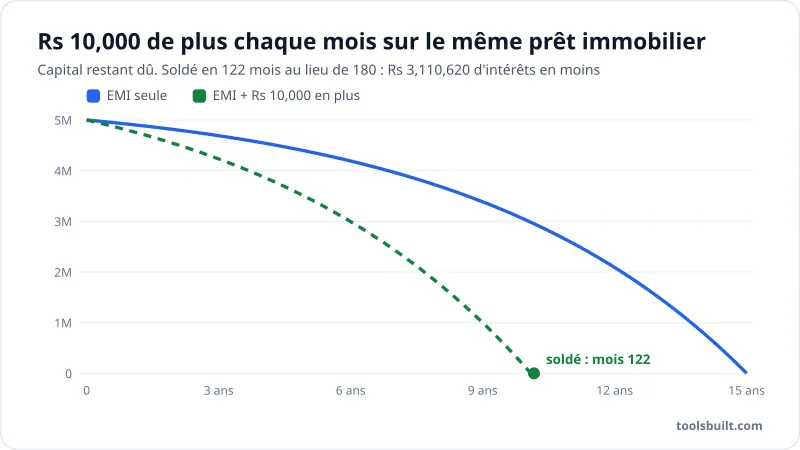 Rs 10,000 de plus chaque mois sur le même prêt immobilier
Capital restant dû. Soldé en 122 mois au lieu de 180 : Rs 3,110,620 d'intérêts en moins
EMI seule
EMI + Rs 10,000 en plus
5M
4M
3M
2M
1M
0
soldé : mois 122
0
3 ans
6 ans
9 ans
12 ans
15 ans
toolsbuilt.com